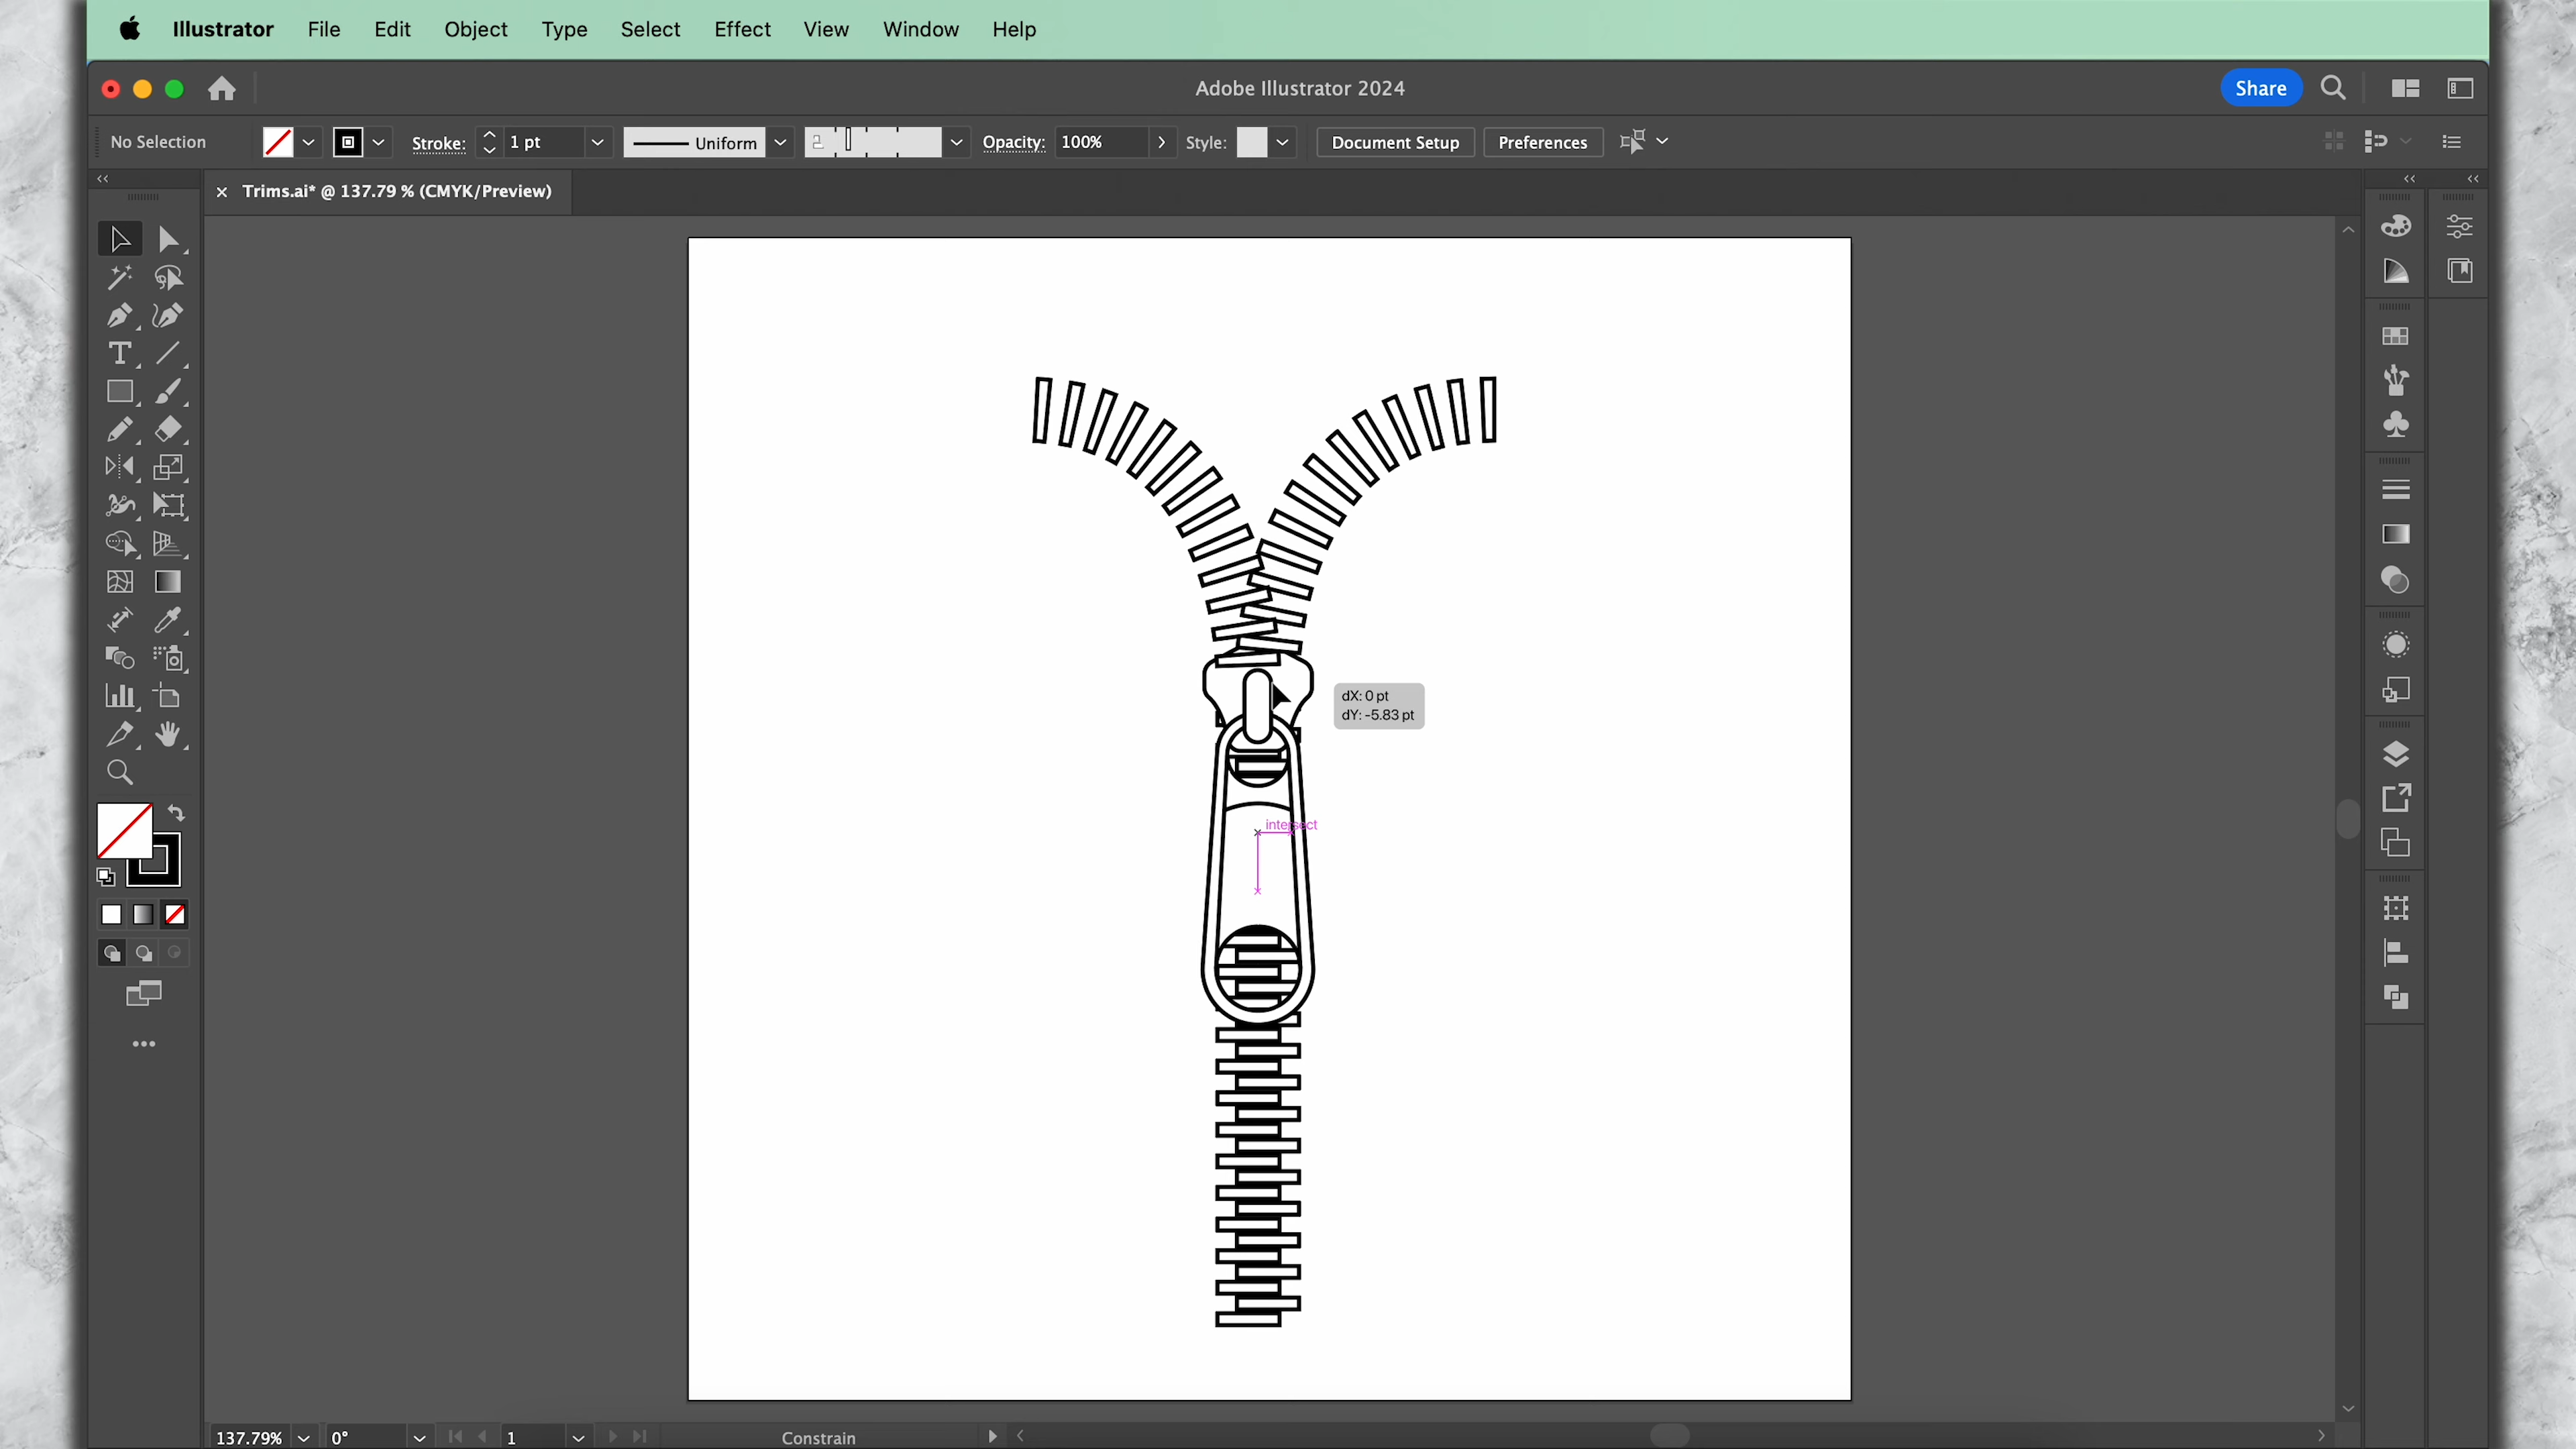 Illustrator File Edit Object Type Select Effect View Window Help
Adobe Illustrator 2024
Share
No Selection Stroke: 1 pt Uniform Opacity: 100% Style: Document Setup Preferences
Trims.ai* @ 137.79 % (CMYK/Preview)
dX: 0 pt
dY: -5.83 pt
intersect
137.79% 0° 1 Constrain